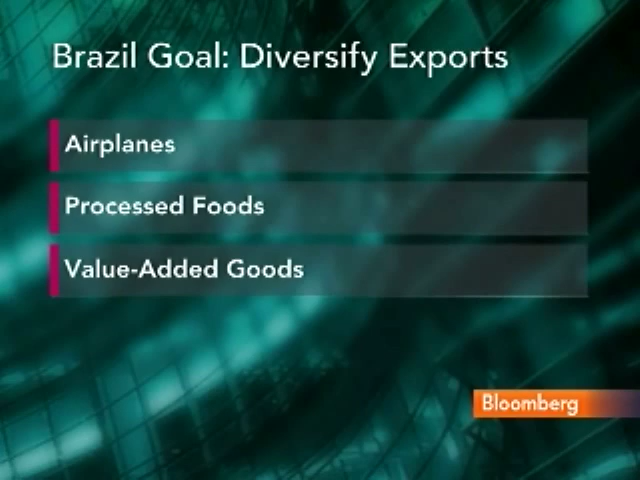 Brazil Goal: Diversify Exports
Airplanes
Processed Foods
Value-Added Goods
Bloomberg